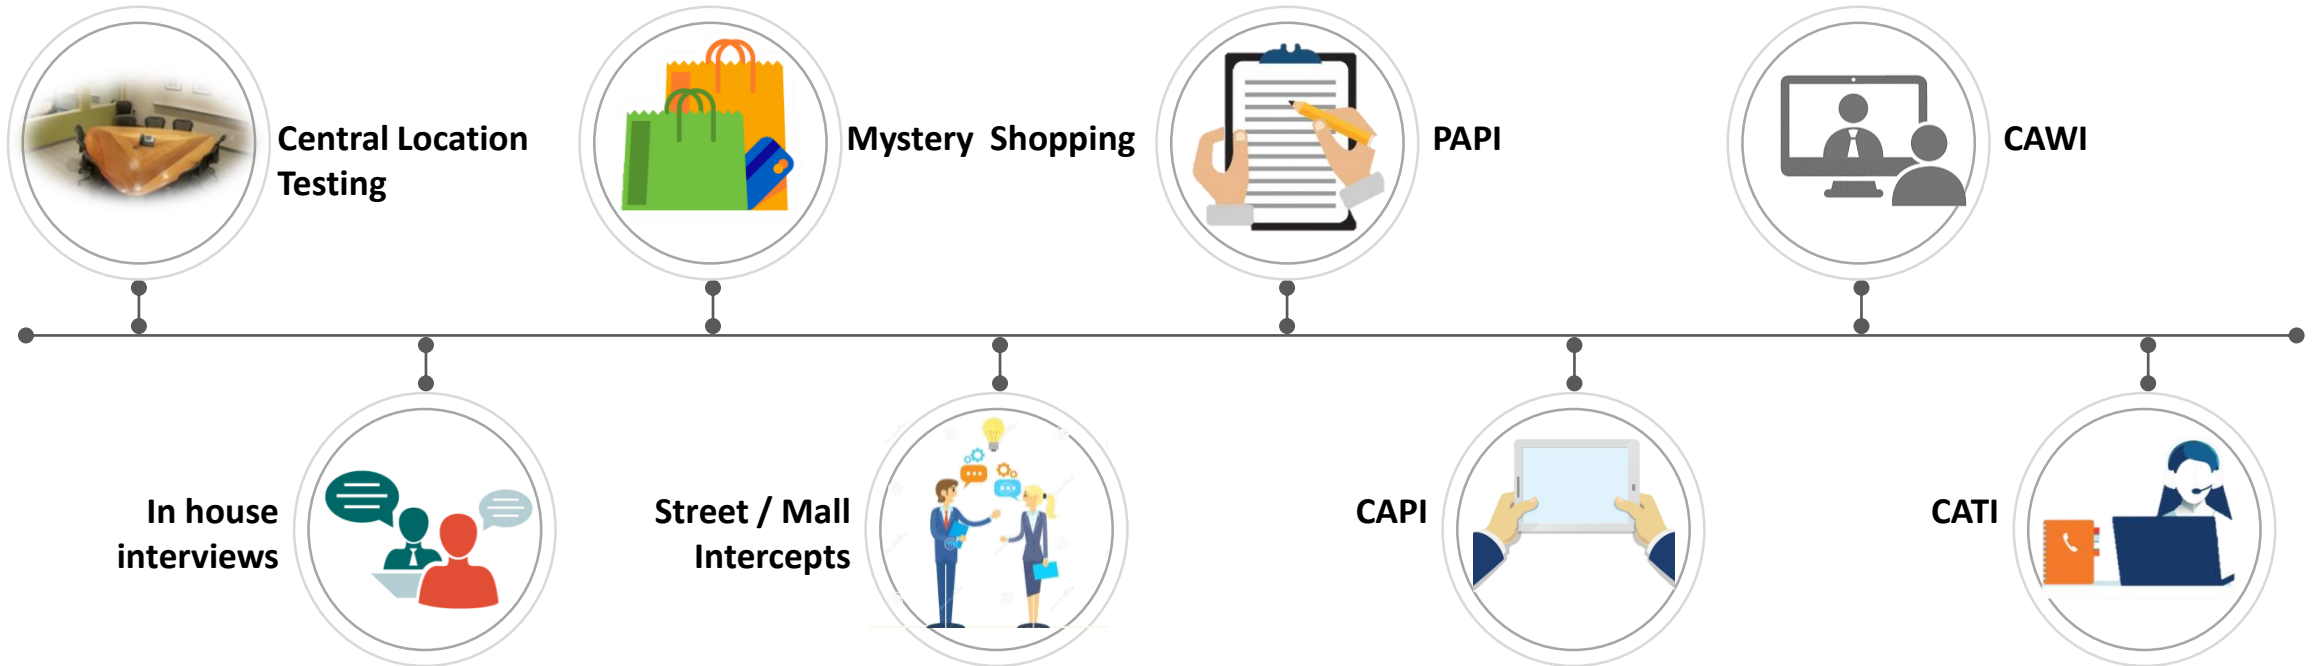 Central Location
Testing
Mystery  Shopping
PAPI
CAWI
In house
interviews
Street / Mall
Intercepts
CAPI
CATI